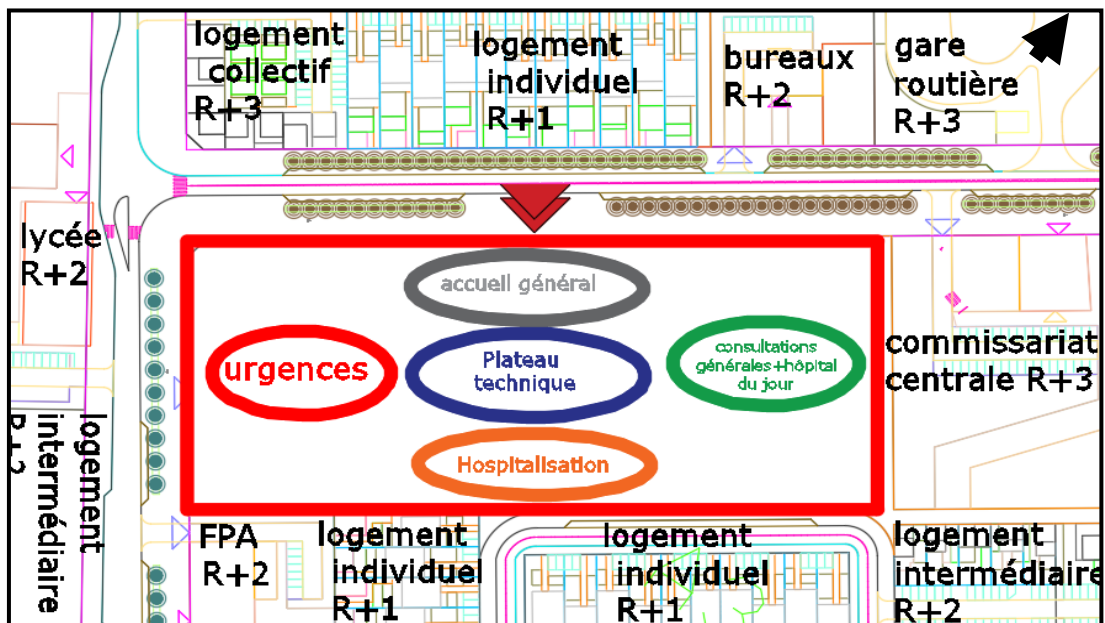 logement
collectif
R+3
logement
individuel
R+1
bureaux
R+2
gare
routière
R+3
lycée
R+2
accueil général
urgences
Plateau
technique
consultations
générales+hôpital
du jour
Hospitalisation
commissariat
centrale R+3
logement
intermédiaire
FPA
R+2
logement
individuel
R+1
logement
individuel
R+1
logement
intermédiaire
R+2